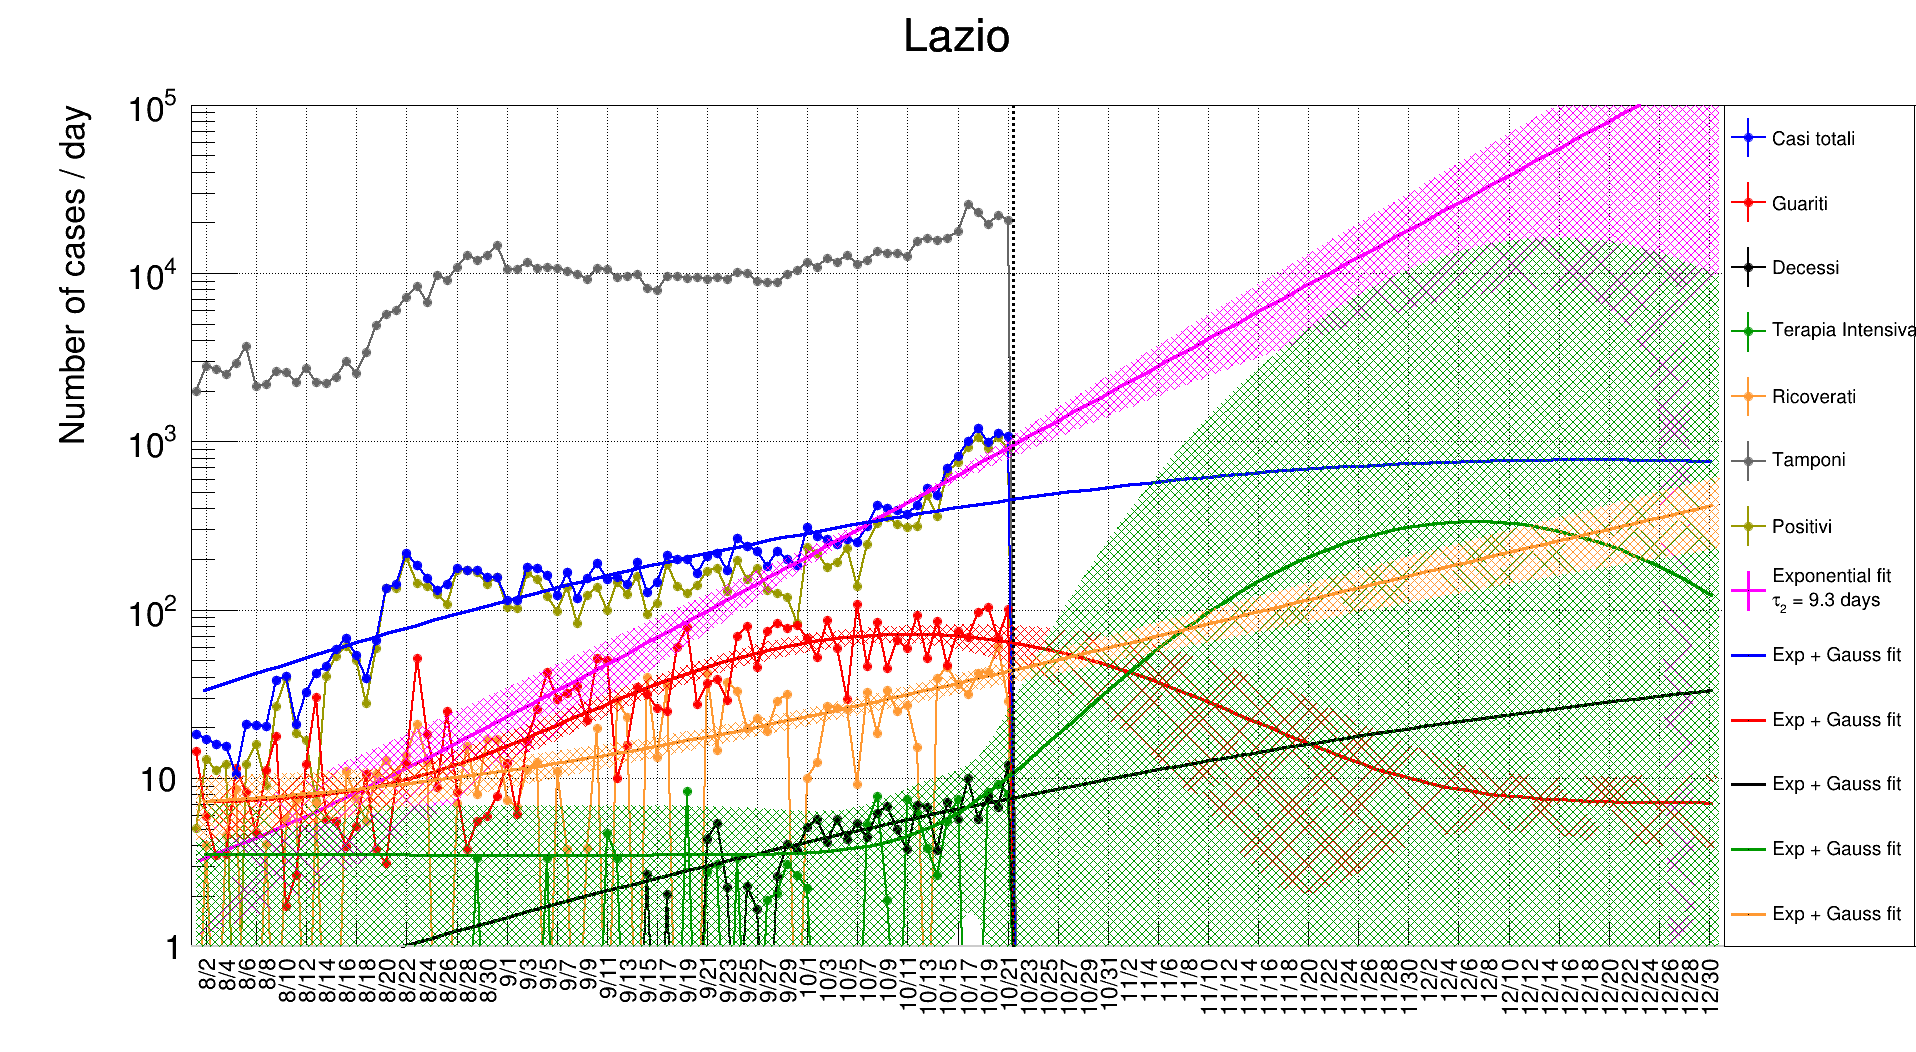 Lazio
Number of cases / day
10^5
10^4
10^3
10^2
10
1
8/2 8/4 8/6 8/8 8/10 8/12 8/14 8/16 8/18 8/20 8/22 8/24 8/26 8/28 8/30 9/1 9/3 9/5 9/7 9/9 9/11 9/13 9/15 9/17 9/19 9/21 9/23 9/25 9/27 9/29 10/1 10/3 10/5 10/7 10/9 10/11 10/13 10/15 10/17 10/19 10/21 10/23 10/25 10/27 10/29 10/31 11/2 11/4 11/6 11/8 11/10 11/12 11/14 11/16 11/18 11/20 11/22 11/24 11/26 11/28 11/30 12/2 12/4 12/6 12/8 12/10 12/12 12/14 12/16 12/18 12/20 12/22 12/24 12/26 12/28 12/30
Casi totali
Guariti
Decessi
Terapia Intensiva
Ricoverati
Tamponi
Positivi
Exponential fit
τ₂ = 9.3 days
Exp + Gauss fit
Exp + Gauss fit
Exp + Gauss fit
Exp + Gauss fit
Exp + Gauss fit